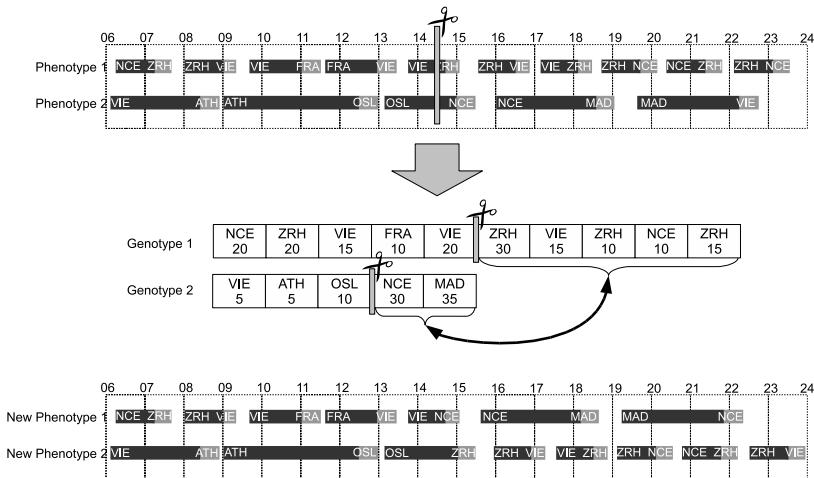 06 07 08 09 10 11 12 13 14 15 16 17 18 19 20 21 22 23 24
Phenotype 1 NCE ZRH ZRH VIE VIE FRA FRA VIE VIE ZRH ZRH VIE VIE ZRH ZRH NCE NCE ZRH ZRH NCE
Phenotype 2 VIE ATH ATH OSL OSL NCE NCE MAD MAD VIE
Genotype 1 NCE ZRH VIE FRA VIE ZRH VIE ZRH NCE ZRH
20 20 15 10 20 30 15 10 10 15
Genotype 2 VIE ATH OSL NCE MAD
5 5 10 30 35
06 07 08 09 10 11 12 13 14 15 16 17 18 19 20 21 22 23 24
New Phenotype 1 NCE ZRH ZRH VIE VIE FRA FRA VIE VIE NCE NCE MAD MAD NCE
New Phenotype 2 VIE ATH ATH OSL OSL ZRH ZRH VIE VIE ZRH ZRH NCE NCE ZRH ZRH VIE